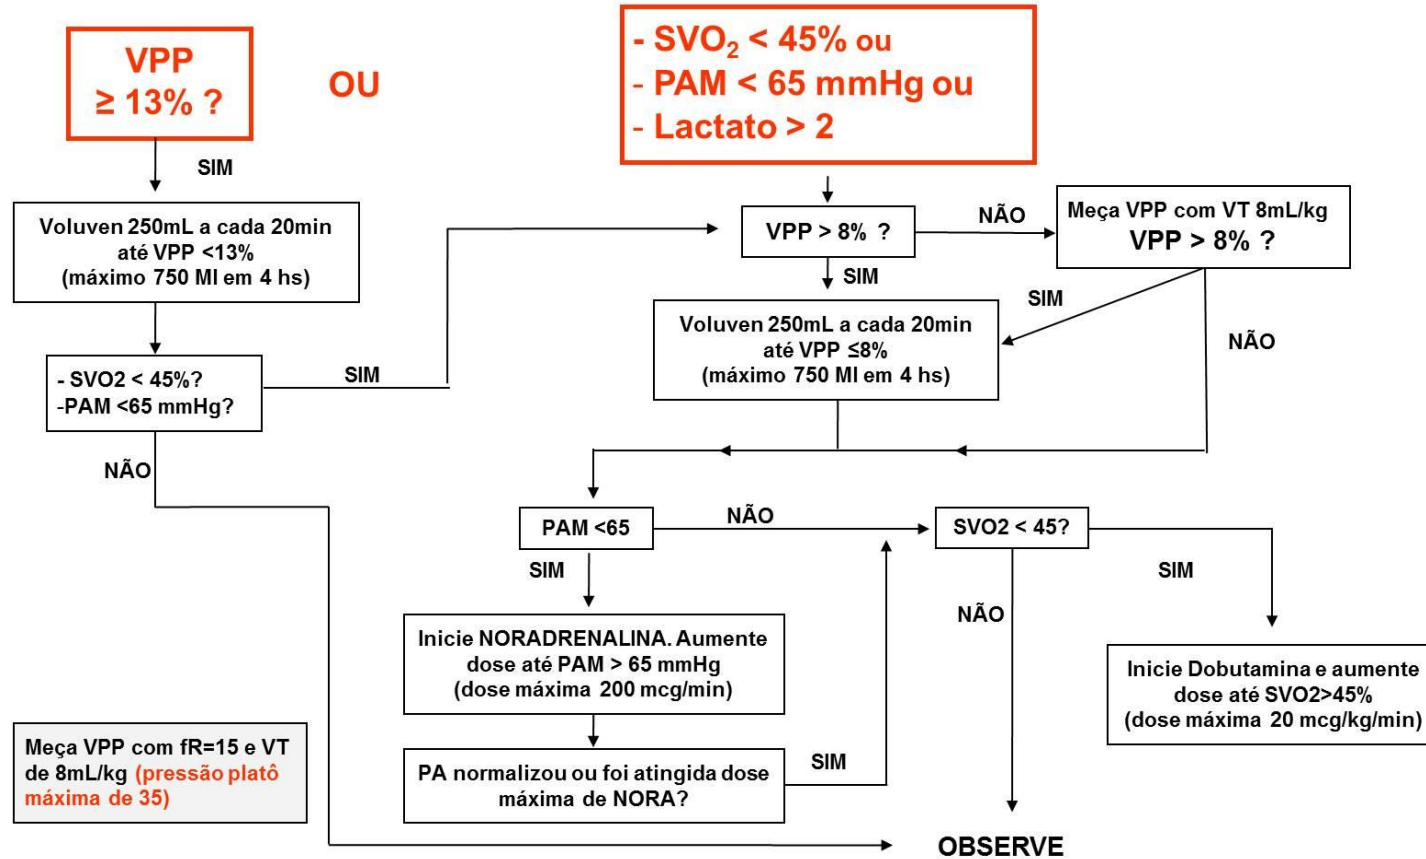 VPP
≥ 13% ?
OU
- SVO₂ < 45% ou
- PAM < 65 mmHg ou
- Lactato > 2
SIM
Voluven 250mL a cada 20min
até VPP <13%
(máximo 750 Ml em 4 hs)
- SVO2 < 45%?
-PAM <65 mmHg?
SIM
NÃO
VPP > 8% ?
NÃO
Meça VPP com VT 8mL/kg
VPP > 8% ?
SIM
SIM
NÃO
Voluven 250mL a cada 20min
até VPP ≤8%
(máximo 750 Ml em 4 hs)
PAM <65
NÃO
SVO2 < 45?
SIM
SIM
NÃO
Inicie NORADRENALINA. Aumente
dose até PAM > 65 mmHg
(dose máxima 200 mcg/min)
Inicie Dobutamina e aumente
dose até SVO2>45%
(dose máxima 20 mcg/kg/min)
PA normalizou ou foi atingida dose
máxima de NORA?
SIM
Meça VPP com fR=15 e VT
de 8mL/kg (pressão platô
máxima de 35)
OBSERVE